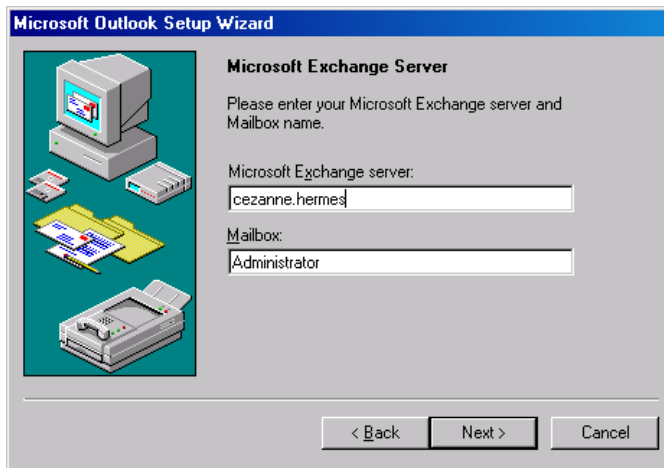 Microsoft Outlook Setup Wizard
Microsoft Exchange Server
Please enter your Microsoft Exchange server and
Mailbox name.
Microsoft Exchange server:
cezanne.hermes
Mailbox:
Administrator
< Back Next > Cancel